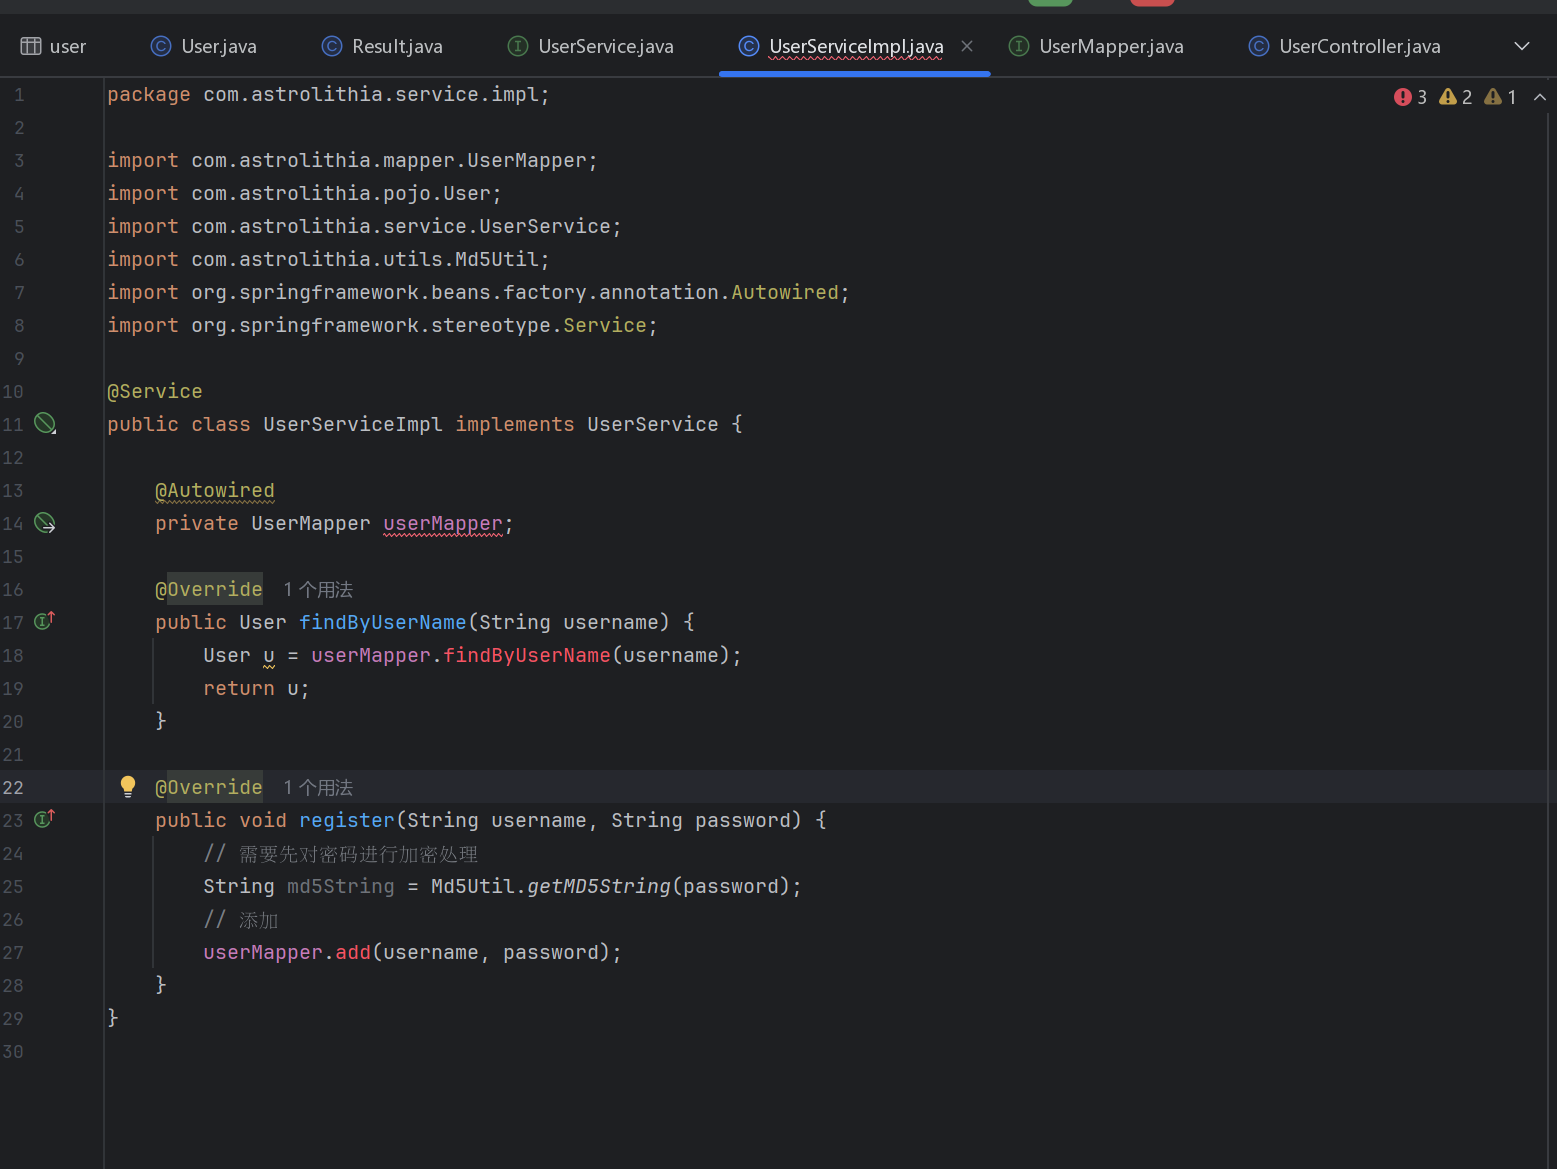 user User.java Result.java UserService.java UserServiceImpl.java UserMapper.java UserController.java
3 2 1
1 package com.astrolithia.service.impl;
2
3 import com.astrolithia.mapper.UserMapper;
4 import com.astrolithia.pojo.User;
5 import com.astrolithia.service.UserService;
6 import com.astrolithia.utils.Md5Util;
7 import org.springframework.beans.factory.annotation.Autowired;
8 import org.springframework.stereotype.Service;
9
10 @Service
11 public class UserServiceImpl implements UserService {
12
13     @Autowired
14     private UserMapper userMapper;
15
16     @Override 1 个用法
17     public User findByUserName(String username) {
18         User u = userMapper.findByUserName(username);
19         return u;
20     }
21
22     @Override 1 个用法
23     public void register(String username, String password) {
24         // 需要先对密码进行加密处理
25         String md5String = Md5Util.getMD5String(password);
26         // 添加
27         userMapper.add(username, password);
28     }
29 }
30